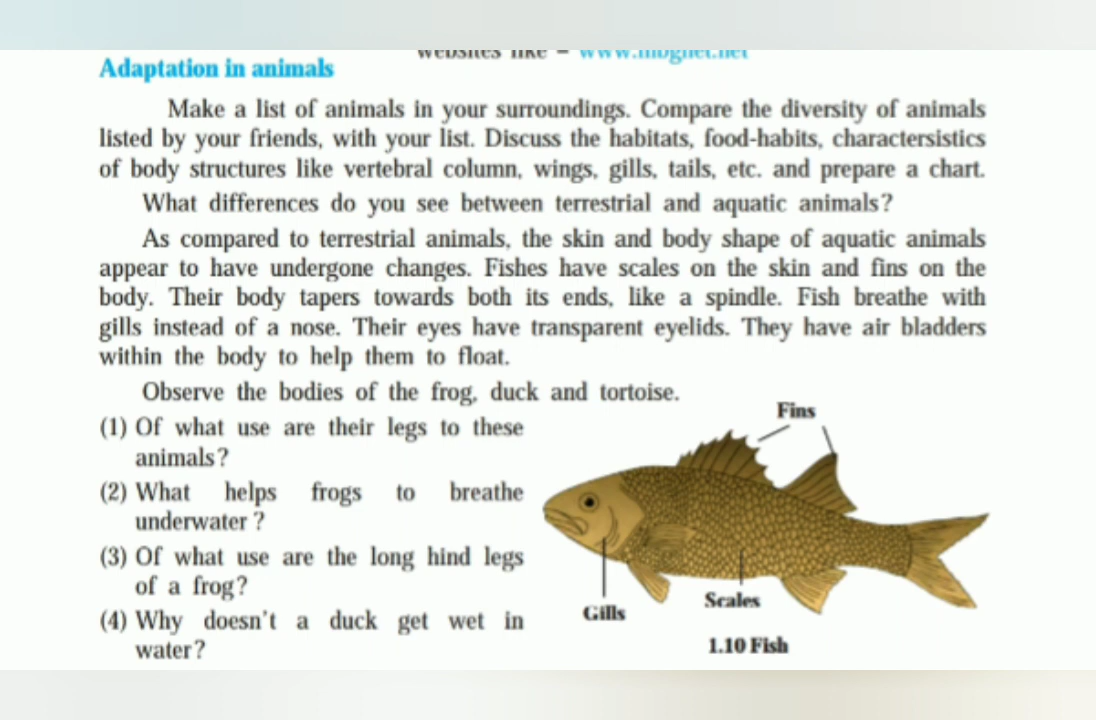 Adaptation in animals
Make a list of animals in your surroundings. Compare the diversity of animals
listed by your friends, with your list. Discuss the habitats, food-habits, charactersistics
of body structures like vertebral column, wings, gills, tails, etc. and prepare a chart.
What differences do you see between terrestrial and aquatic animals?
As compared to terrestrial animals, the skin and body shape of aquatic animals
appear to have undergone changes. Fishes have scales on the skin and fins on the
body. Their body tapers towards both its ends, like a spindle. Fish breathe with
gills instead of a nose. Their eyes have transparent eyelids. They have air bladders
within the body to help them to float.
Observe the bodies of the frog, duck and tortoise.
(1) Of what use are their legs to these
animals?
(2) What helps frogs to breathe
underwater ?
(3) Of what use are the long hind legs
of a frog?
(4) Why doesn't a duck get wet in
water?
Fins
Gills
Scales
1.10 Fish